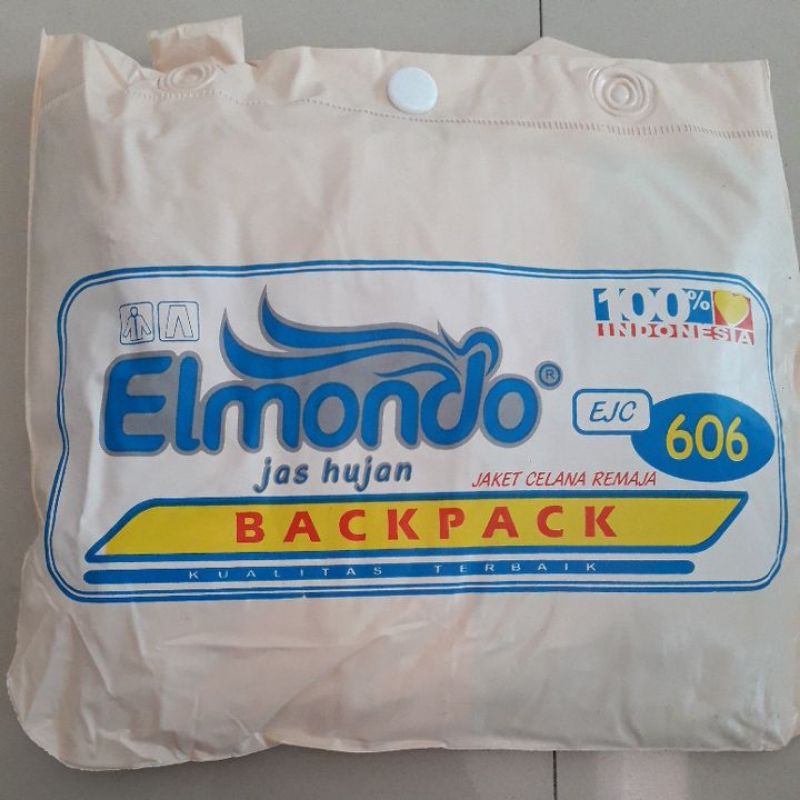 100%
INDONESIA
Elmondo®
EJC
606
jas hujan
JAKET CELANA REMAJA
BACKPACK
KUALITAS TERBAIK